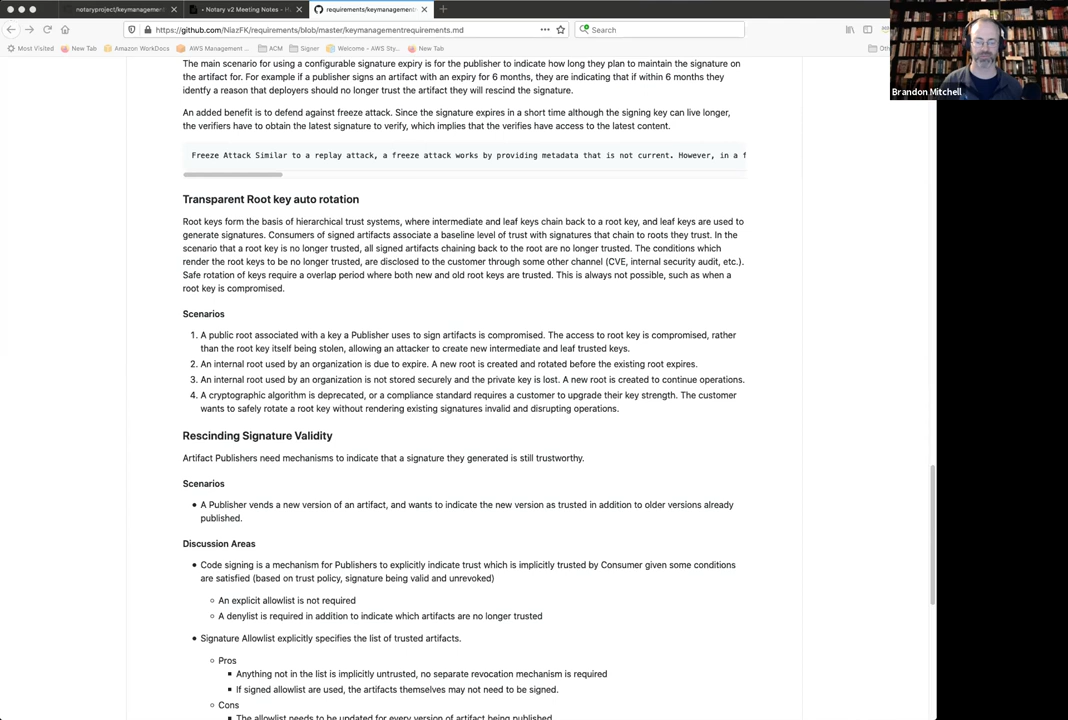 notaryproject/keymanagement
• Notary v2 Meeting Notes - H
requirements/keymanagement
https://github.com/NiazFK/requirements/blob/master/keymanagementrequirements.md
Search
Most Visited
New Tab
Amazon WorkDocs
AWS Management ...
ACM
Signer
Welcome – AWS Sty...
New Tab
Brandon Mitchell
The main scenario for using a configurable signature expiry is for the publisher to indicate how long they plan to maintain the signature
on the artifact for. For example if a publisher signs an artifact with an expiry for 6 months, they are indicating that if within 6 months they
identfy a reason that deployers should no longer trust the artifact they will rescind the signature.
An added benefit is to defend against freeze attack. Since the signature expires in a short time although the signing key can live longer,
the verifiers have to obtain the latest signature to verify, which implies that the verifies have access to the latest content.
Freeze Attack Similar to a replay attack, a freeze attack works by providing metadata that is not current. However, in a f
Transparent Root key auto rotation
Root keys form the basis of hierarchical trust systems, where intermediate and leaf keys chain back to a root key, and leaf keys are used to
generate signatures. Consumers of signed artifacts associate a baseline level of trust with signatures that chain to roots they trust. In the
scenario that a root key is no longer trusted, all signed artifacts chaining back to the root are no longer trusted. The conditions which
render the root keys to be no longer trusted, are disclosed to the customer through some other channel (CVE, internal security audit, etc.).
Safe rotation of keys require a overlap period where both new and old root keys are trusted. This is always not possible, such as when a
root key is compromised.
Scenarios
1. A public root associated with a key a Publisher uses to sign artifacts is compromised. The access to root key is compromised, rather
than the root key itself being stolen, allowing an attacker to create new intermediate and leaf trusted keys.
2. An internal root used by an organization is due to expire. A new root is created and rotated before the existing root expires.
3. An internal root used by an organization is not stored securely and the private key is lost. A new root is created to continue operations.
4. A cryptographic algorithm is deprecated, or a compliance standard requires a customer to upgrade their key strength. The customer
wants to safely rotate a root key without rendering existing signatures invalid and disrupting operations.
Rescinding Signature Validity
Artifact Publishers need mechanisms to indicate that a signature they generated is still trustworthy.
Scenarios
• A Publisher vends a new version of an artifact, and wants to indicate the new version as trusted in addition to older versions already
published.
Discussion Areas
• Code signing is a mechanism for Publishers to explicitly indicate trust which is implicitly trusted by Consumer given some conditions
are satisfied (based on trust policy, signature being valid and unrevoked)
○ An explicit allowlist is not required
○ A denylist is required in addition to indicate which artifacts are no longer trusted
• Signature Allowlist explicitly specifies the list of trusted artifacts.
○ Pros
▪ Anything not in the list is implicitly untrusted, no separate revocation mechanism is required
▪ If signed allowlist are used, the artifacts themselves may not need to be signed.
○ Cons
▪ The allowlist needs to be updated for every version of artifact being published